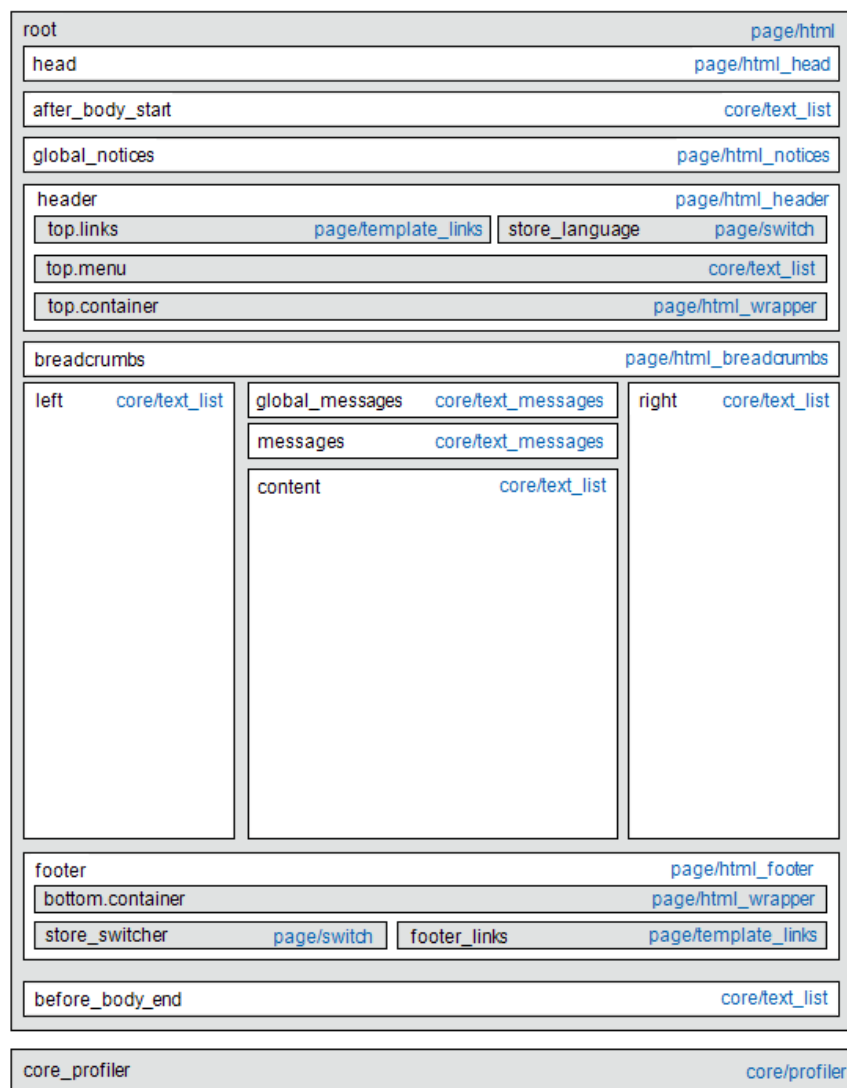 root page/html
head page/html_head
after_body_start core/text_list
global_notices page/html_notices
header page/html_header
top.links page/template_links store_language page/switch
top.menu core/text_list
top.container page/html_wrapper
breadcrumbs page/html_breadcrumbs
left core/text_list global_messages core/text_messages right core/text_list
messages core/text_messages
content core/text_list
footer page/html_footer
bottom.container page/html_wrapper
store_switcher page/switch footer_links page/template_links
before_body_end core/text_list
core_profiler core/profiler